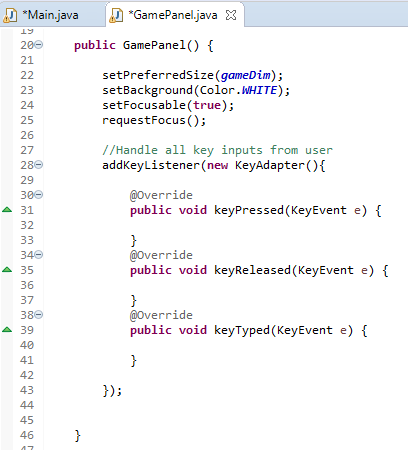 *Main.java *GamePanel.java
19
20 public GamePanel() {
21
22 setPreferredSize(gameDim);
23 setBackground(Color.WHITE);
24 setFocusable(true);
25 requestFocus();
26
27 //Handle all key inputs from user
28 addKeyListener(new KeyAdapter(){
29
30 @Override
31 public void keyPressed(KeyEvent e) {
32
33 }
34 @Override
35 public void keyReleased(KeyEvent e) {
36
37 }
38 @Override
39 public void keyTyped(KeyEvent e) {
40
41 }
42
43 });
44
45
46 }
47